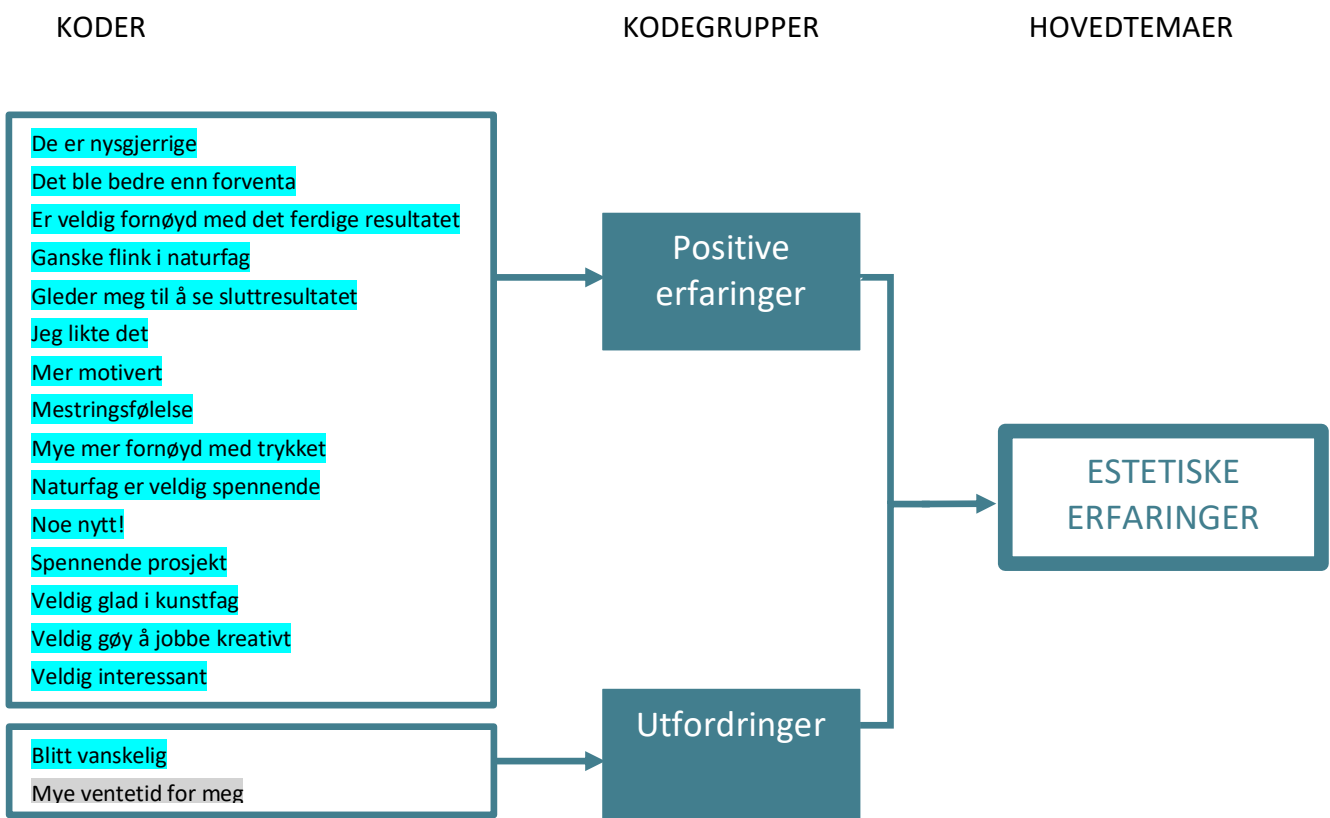 KODER
KODEGRUPPER
HOVEDTEMAER
De er nysgjerrige
Det ble bedre enn forventa
Er veldig fornøyd med det ferdige resultatet
Ganske flink i naturfag
Gleder meg til å se sluttresultatet
Jeg likte det
Mer motivert
Mestringsfølelse
Mye mer fornøyd med trykket
Naturfag er veldig spennende
Noe nytt!
Spennende prosjekt
Veldig glad i kunstfag
Veldig gøy å jobbe kreativt
Veldig interessant
Positive
erfaringer
ESTETISKE
ERFARINGER
Utfordringer
Blitt vanskelig
Mye ventetid for meg